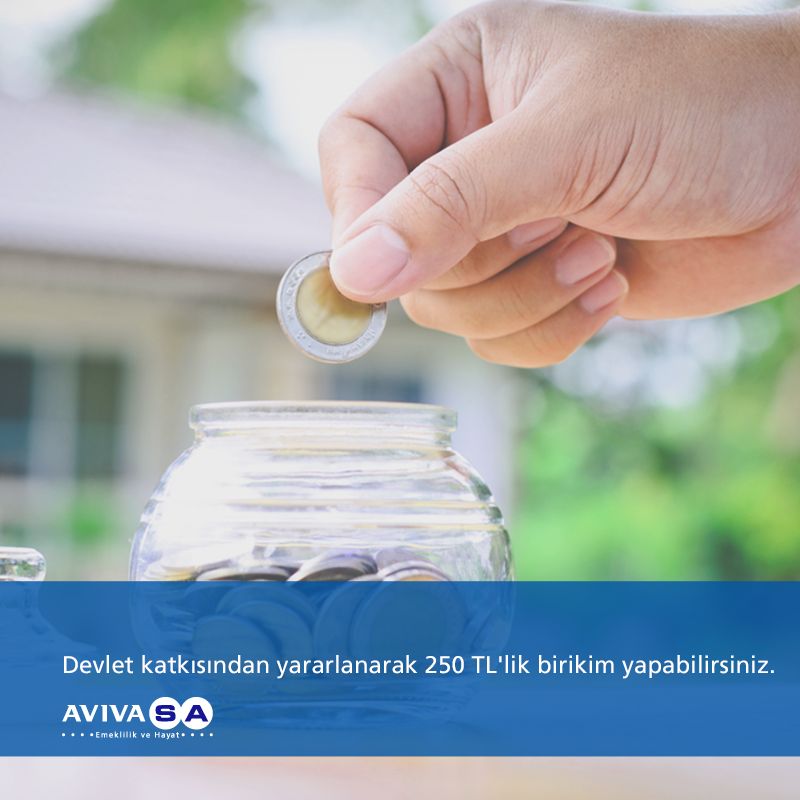 Devlet katkısından yararlanarak 250 TL'lik birikim yapabilirsiniz.
AVIVASA
Emeklilik ve Hayat